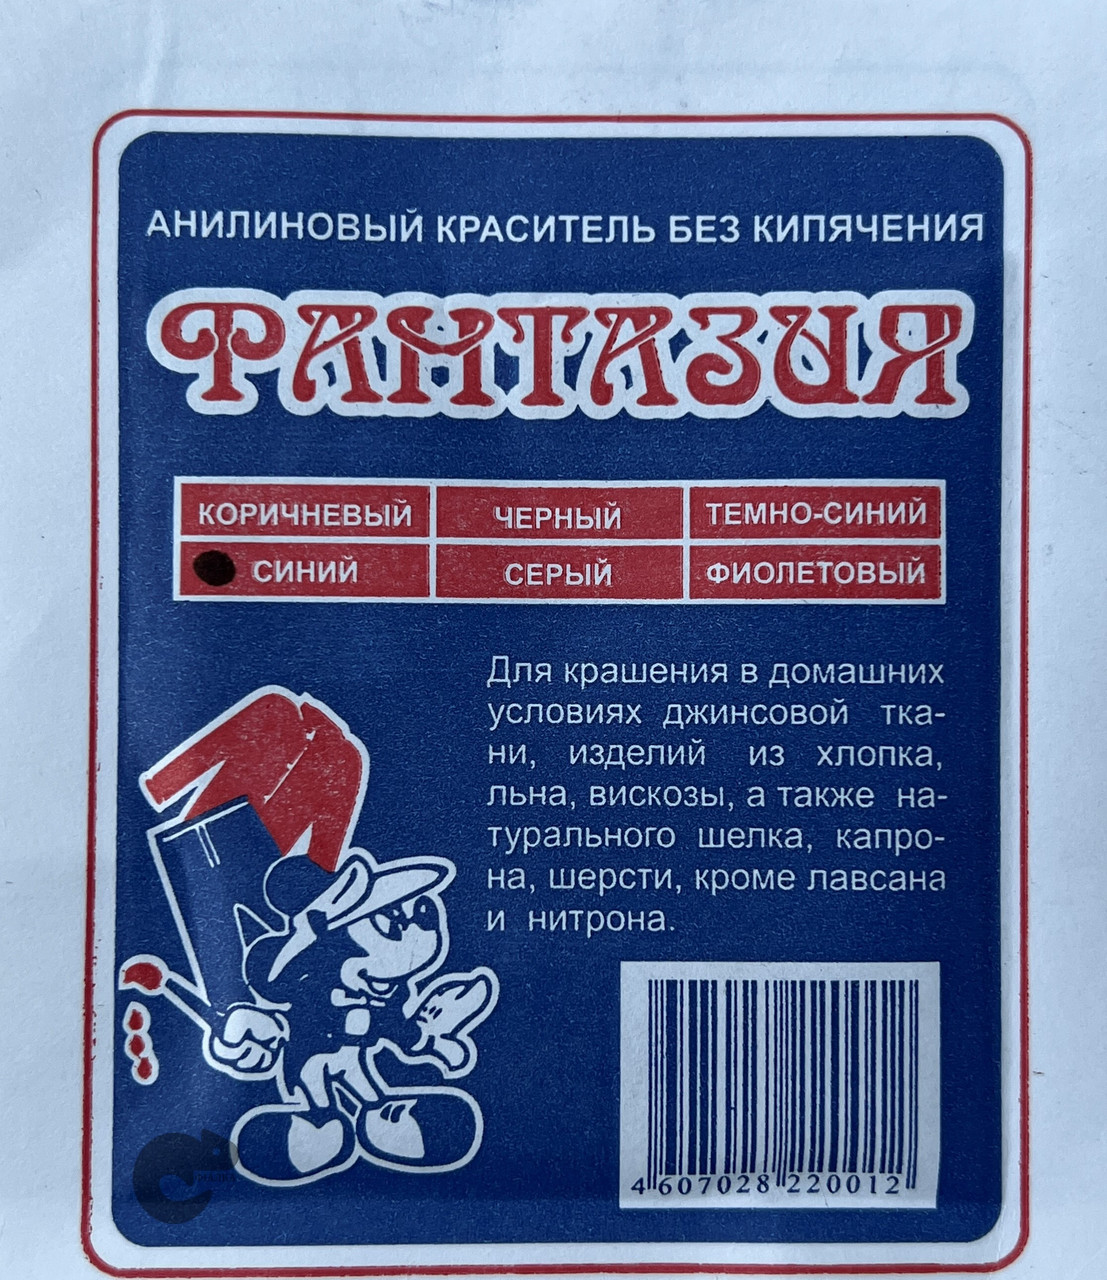 АНИЛИНОВЫЙ КРАСИТЕЛЬ БЕЗ КИПЯЧЕНИЯ
ФАНТАЗИЯ
КОРИЧНЕВЫЙ ЧЕРНЫЙ ТЕМНО-СИНИЙ
СИНИЙ СЕРЫЙ ФИОЛЕТОВЫЙ
Для крашения в домашних
условиях джинсовой тка-
ни, изделий из хлопка,
льна, вискозы, а также на-
турального шелка, капро-
на, шерсти, кроме лавсана
и нитрона.
4 607028 220012